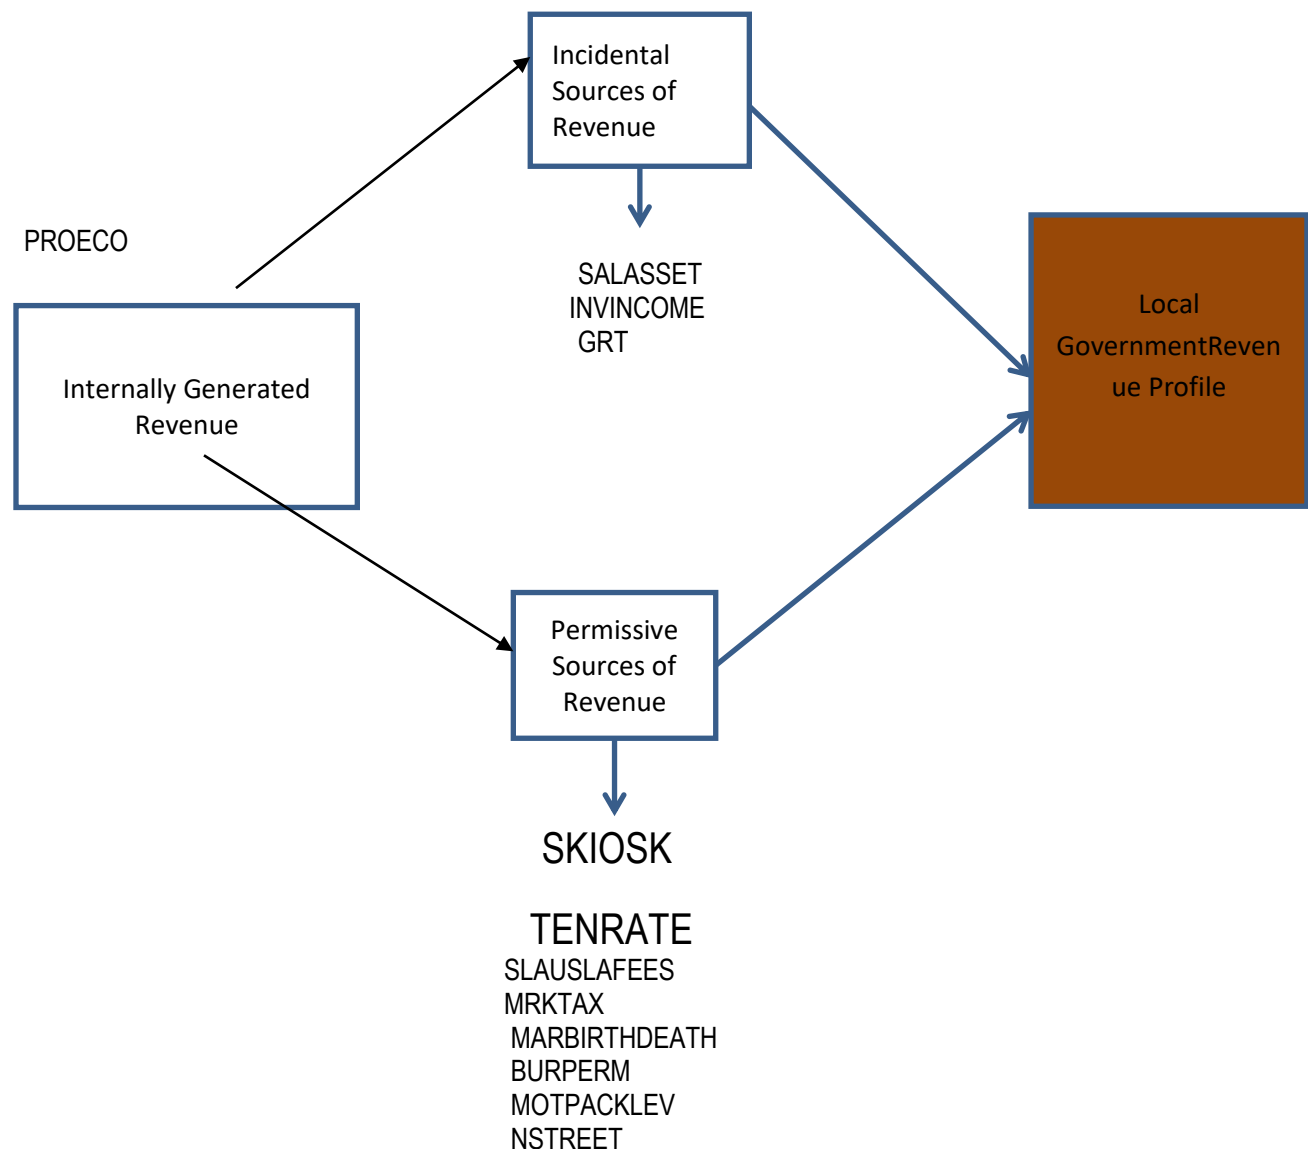 Incidental
Sources of
Revenue
PROECO
SALASSET
INVINCOME
GRT
Local
GovernmentReven
ue Profile
Internally Generated
Revenue
Permissive
Sources of
Revenue
SKIOSK
TENRATE
SLAUSLAFEES
MRKTAX
MARBIRTHDEATH
BURPERM
MOTPACKLEV
NSTREET